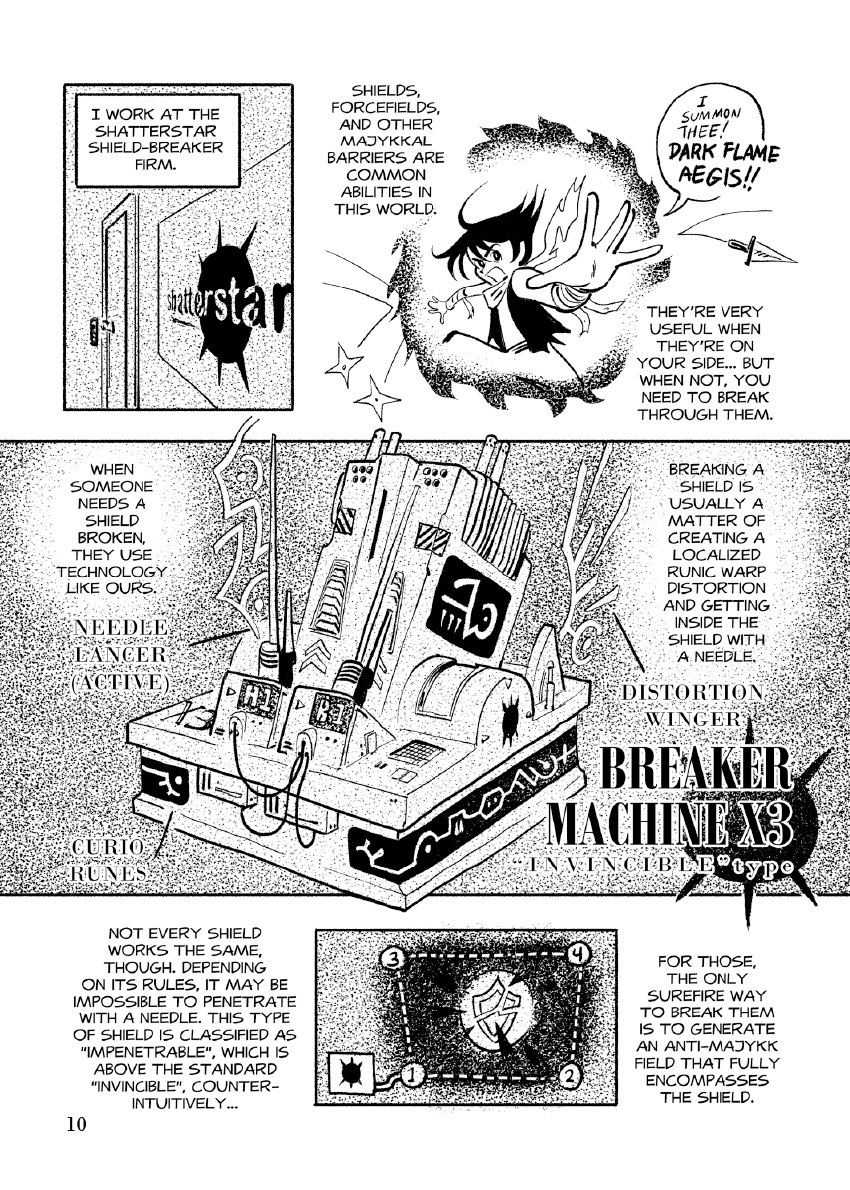 I WORK AT THE
SHATTERSTAR
SHIELD-BREAKER
FIRM.
shatterstar
SHIELDS,
FORCEFIELDS,
AND OTHER
MAJYKKAL
BARRIERS ARE
COMMON
ABILITIES IN
THIS WORLD.
I
SUMMON
THEE!
DARK FLAME
AEGIS!!
THEY'RE VERY
USEFUL WHEN
THEY'RE ON
YOUR SIDE... BUT
WHEN NOT, YOU
NEED TO BREAK
THROUGH THEM.
WHEN
SOMEONE
NEEDS A
SHIELD
BROKEN,
THEY USE
TECHNOLOGY
LIKE OURS.
NEEDLE
LANCER
(ACTIVE)
CURIO
RUNES
BREAKING A
SHIELD IS
USUALLY A
MATTER OF
CREATING A
LOCALIZED
RUNIC WARP
DISTORTION
AND GETTING
INSIDE THE
SHIELD WITH
A NEEDLE.
DISTORTION
WINGER
BREAKER
MACHINE X3
"INVINCIBLE" type
NOT EVERY SHIELD
WORKS THE SAME,
THOUGH. DEPENDING
ON ITS RULES, IT MAY BE
IMPOSSIBLE TO PENETRATE
WITH A NEEDLE. THIS TYPE
OF SHIELD IS CLASSIFIED AS
"IMPENETRABLE", WHICH IS
ABOVE THE STANDARD
"INVINCIBLE", COUNTER-
INTUITIVELY...
3
4
1
2
FOR THOSE,
THE ONLY
SUREFIRE WAY
TO BREAK THEM
IS TO GENERATE
AN ANTI-MAJYKK
FIELD THAT FULLY
ENCOMPASSES
THE SHIELD.
10